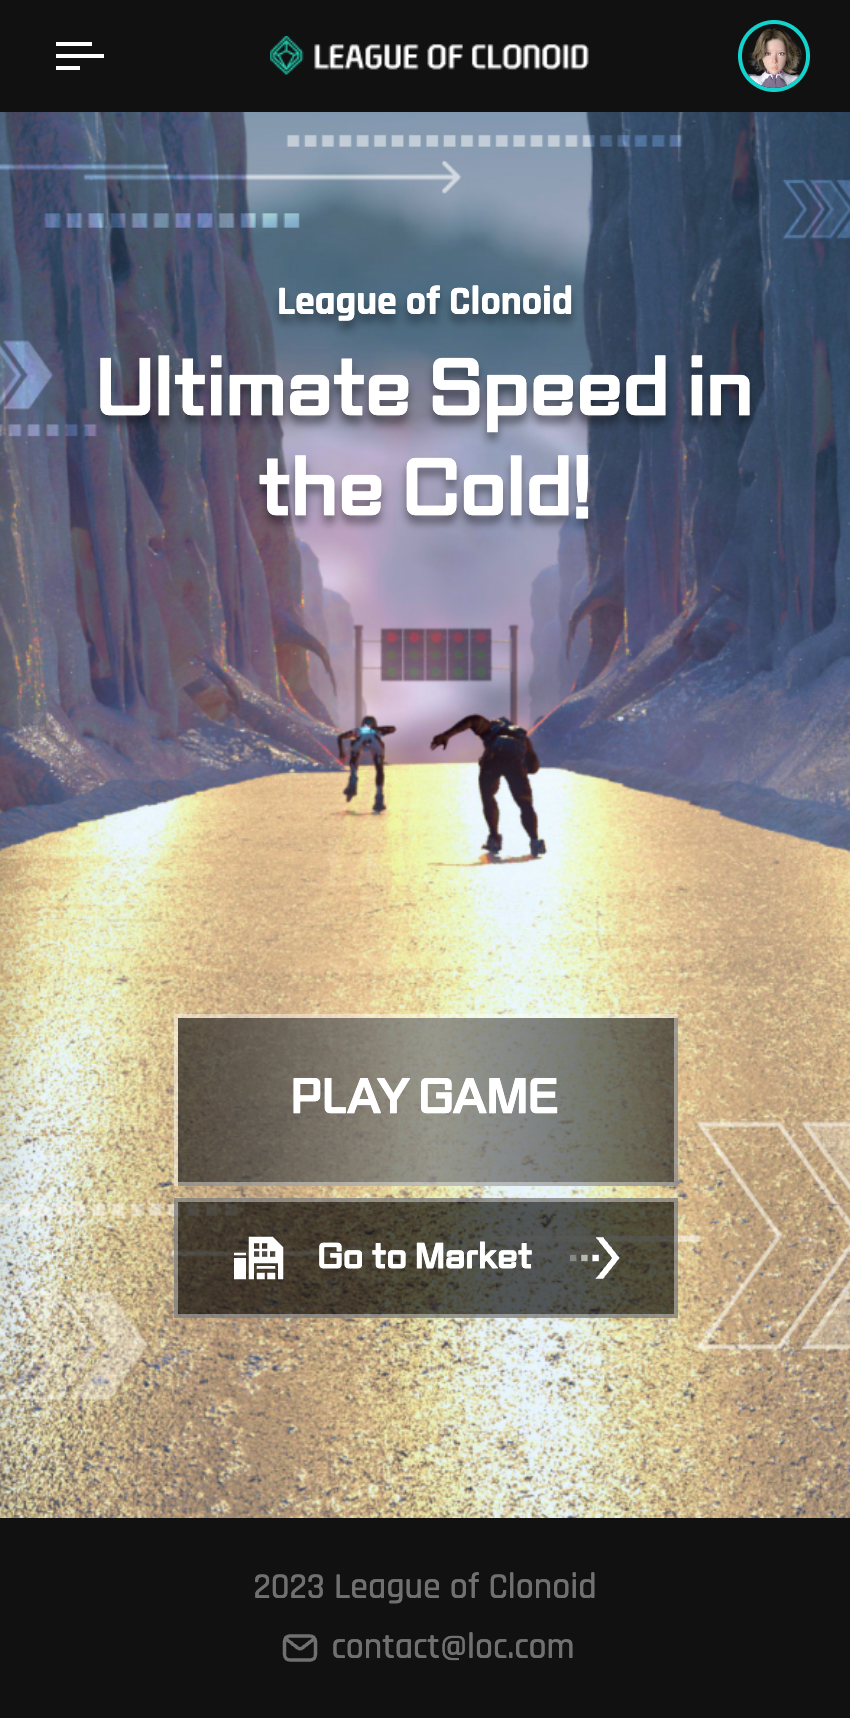 LEAGUE OF CLONOID
League of Clonoid
Ultimate Speed in
the Cold!
PLAY GAME
Go to Market
2023 League of Clonoid
contact@loc.com